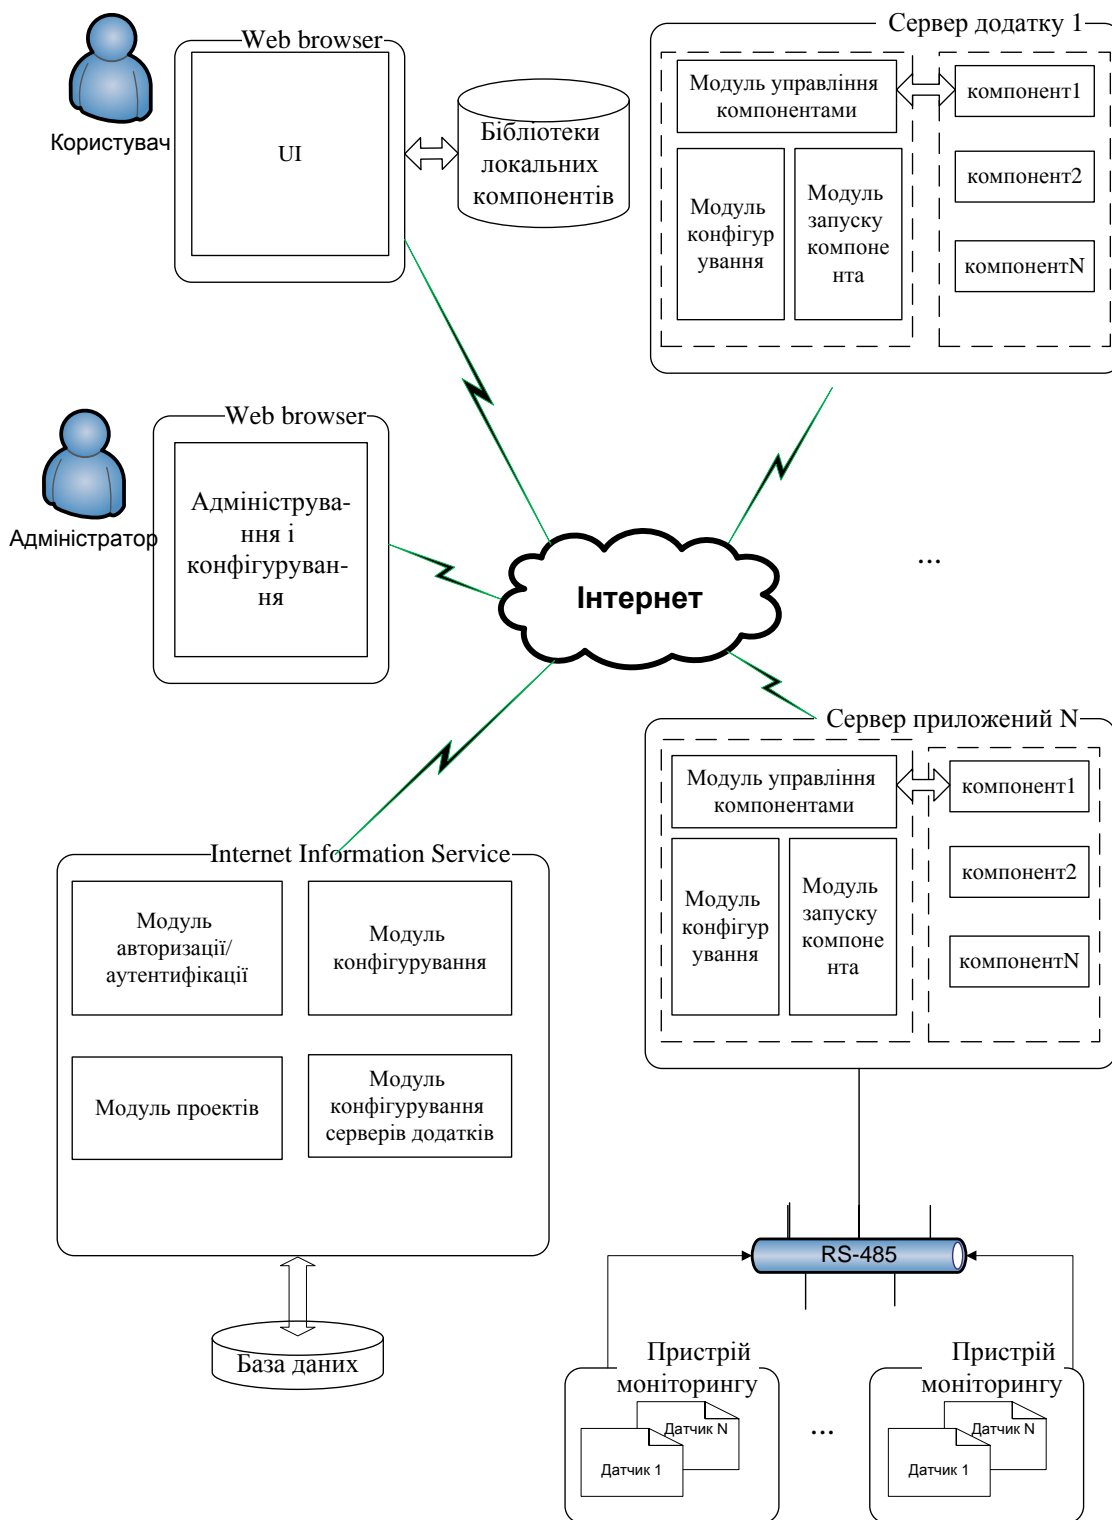 Web browser
Користувач
UI
Бібліотеки
локальних
компонентів
Сервер додатку 1
Модуль управління
компонентами
компонент1
Модуль
конфігур
ування
Модуль
запуску
компоне
нта
компонент2
компонентN
Web browser
Адміністратор
Адмініструва-
ання і
конфігуруван-
ня
Інтернет
...
Сервер приложений N
Модуль управління
компонентами
компонент1
Модуль
конфігур
ування
Модуль
запуску
компоне
нта
компонент2
компонентN
Internet Information Service
Модуль
авторизації/
аутентифікації
Модуль
конфігурування
Модуль проектів
Модуль
конфігурування
серверів додатків
База даних
RS-485
Пристрій
моніторингу
Датчик N
Датчик 1
...
Пристрій
моніторингу
Датчик N
Датчик 1